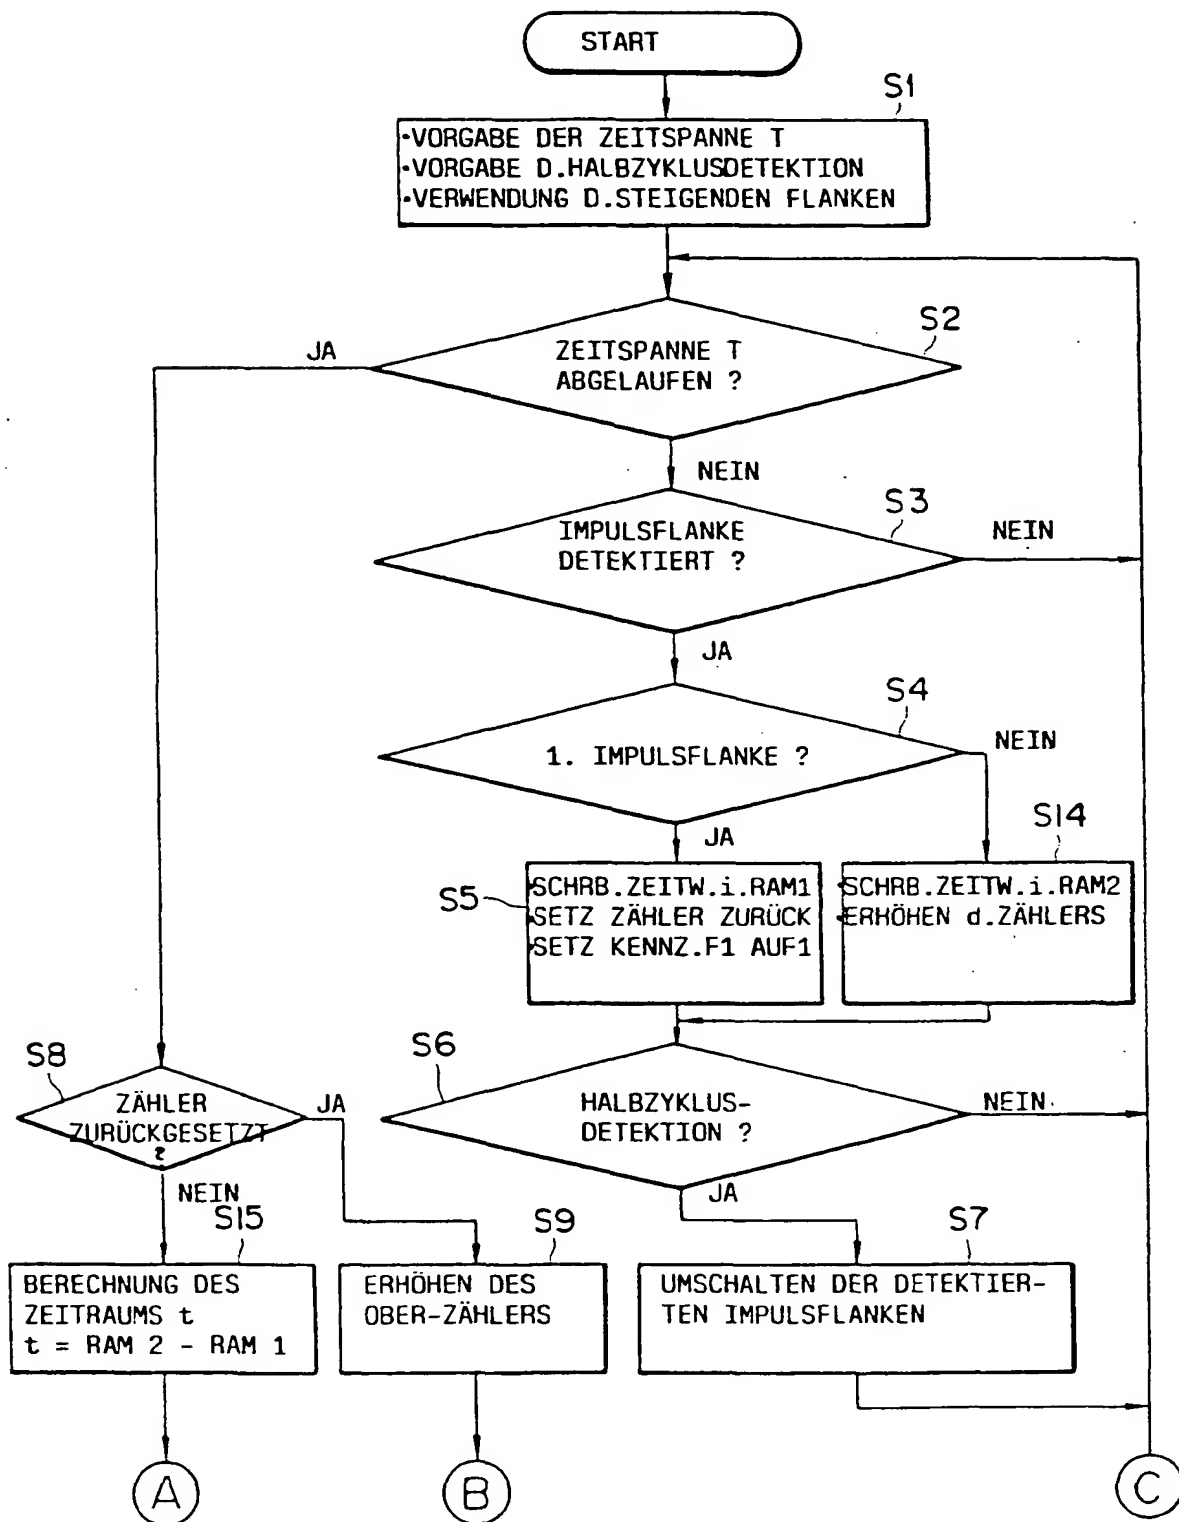 START
S1
·VORGABE DER ZEITSPANNE T
·VORGABE D.HALBZYKLUSDETEKTION
·VERWENDUNG D.STEIGENDEN FLANKEN
S2
JA
ZEITSPANNE T
ABGELAUFEN ?
NEIN
S3
IMPULSFLANKE
DETEKTIERT ?
NEIN
JA
S4
1. IMPULSFLANKE ?
NEIN
JA
S14
S5
·SCHRB.ZEITW.i.RAM1
·SETZ ZÄHLER ZURÜCK
·SETZ KENNZ.F1 AUF1
·SCHRB.ZEITW.i.RAM2
·ERHÖHEN d.ZÄHLERS
S8
ZÄHLER
ZURÜCKGESETZT
?
JA
NEIN
S6
HALBZYKLUS-
DETEKTION ?
NEIN
JA
S15
BERECHNUNG DES
ZEITRAUMS t
t = RAM 2 - RAM 1
S9
ERHÖHEN DES
OBER-ZÄHLERS
S7
UMSCHALTEN DER DETEKTIER-
TEN IMPULSFLANKEN
A
B
C